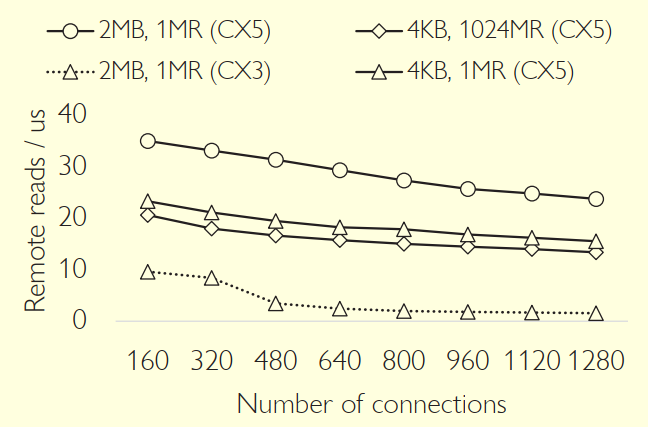 2MB, 1MR (CX5) 4KB, 1024MR (CX5)
2MB, 1MR (CX3) 4KB, 1MR (CX5)
Remote reads / us
40
30
20
10
0
160 320 480 640 800 960 1120 1280
Number of connections